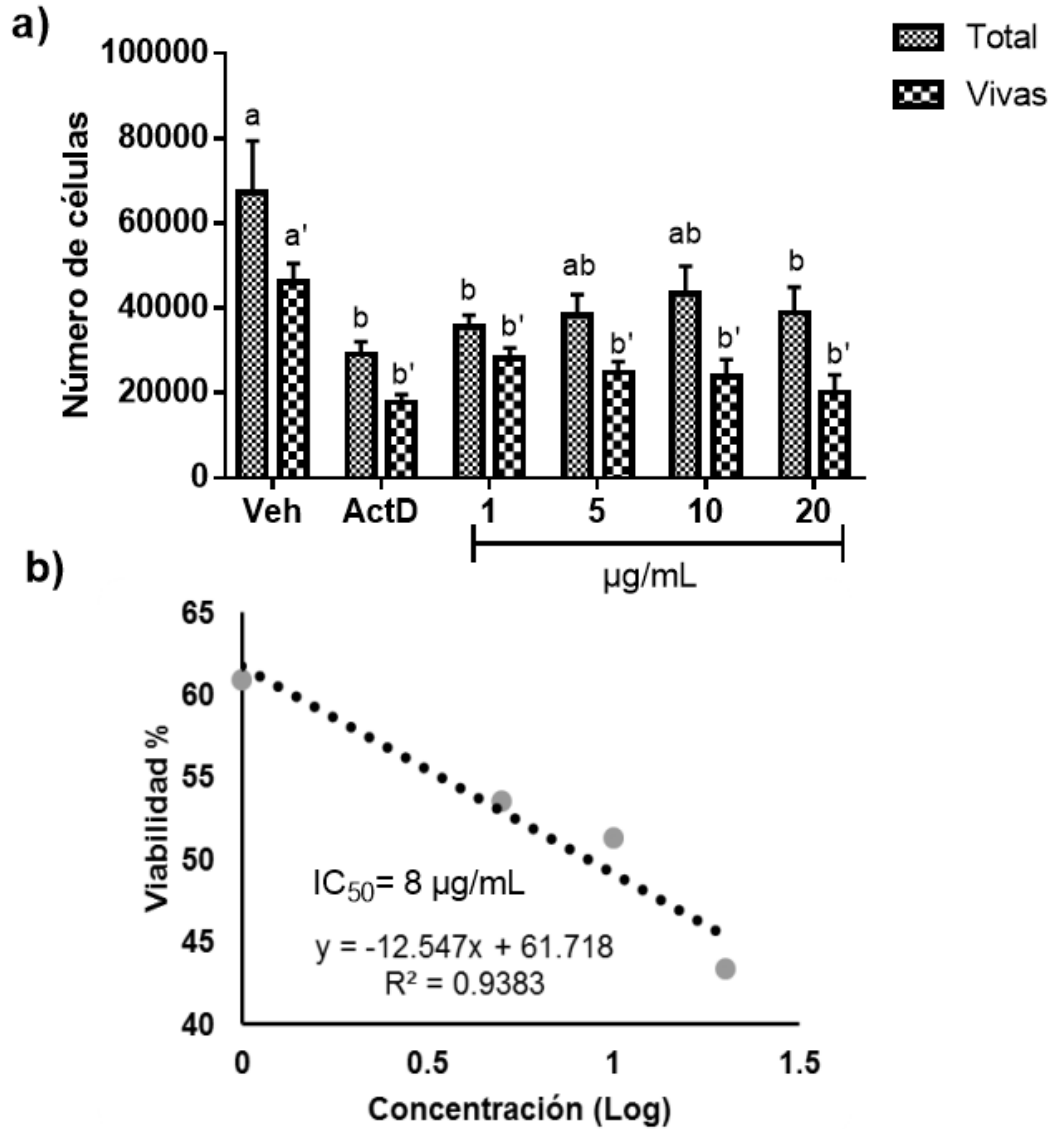 a)
Total
Vivas
Número de células
100000
80000
60000
40000
20000
0
a
a'
b
b'
b
b'
ab
b'
ab
b'
b
b'
Veh ActD 1 5 10 20
µg/mL
b)
Viabilidad %
65
60
55
50
45
40
IC₅₀= 8 µg/mL
y = -12.547x + 61.718
R² = 0.9383
0 0.5 1 1.5
Concentración (Log)